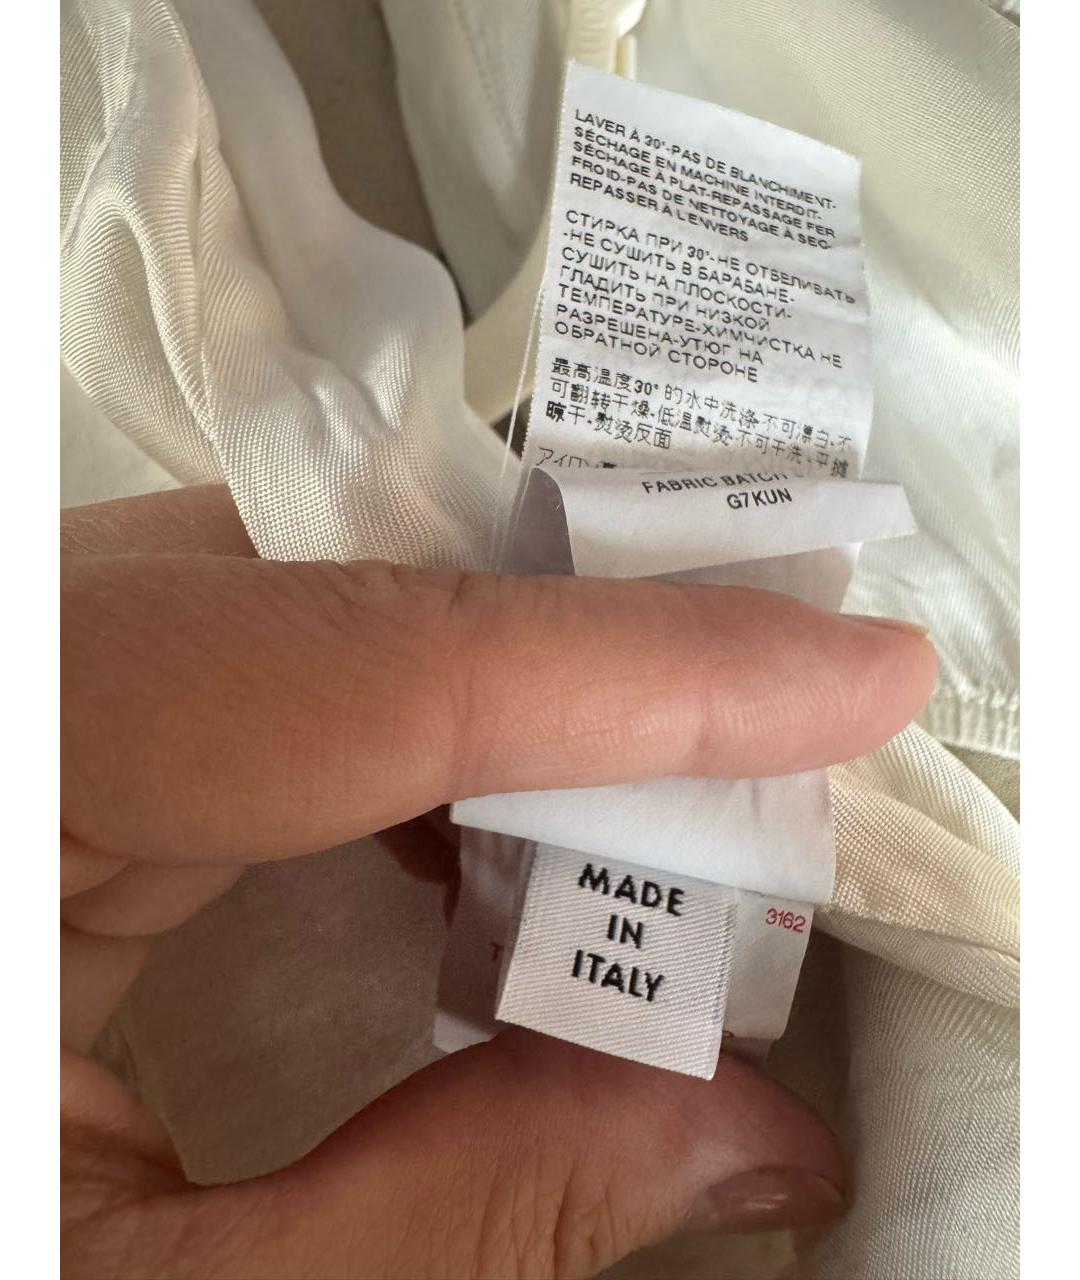 LAVER À 30°-PAS DE BLANCHIMENT-
SÉCHAGE EN MACHINE INTERDIT-
SÉCHAGE À PLAT-REPASSAGE FER
FROID-PAS DE NETTOYAGE À SEC-
REPASSER À L'ENVERS
СТИРКА ПРИ 30°-НЕ ОТБЕЛИВАТЬ
-НЕ СУШИТЬ В БАРАБАНЕ-
СУШИТЬ НА ПЛОСКОСТИ-
ГЛАДИТЬ ПРИ НИЗКОЙ
ТЕМПЕРАТУРЕ-ХИМЧИСТКА НЕ
РАЗРЕШЕНА-УТЮГ НА
ОБРАТНОЙ СТОРОНЕ
最高温度30° 的水中洗涤-不可漂白-不
可翻转干燥-低温熨烫-不可干洗-平摊
晾干-熨烫反面
アイロン
FABRIC BATCH
G7KUN
MADE
IN
ITALY
3162